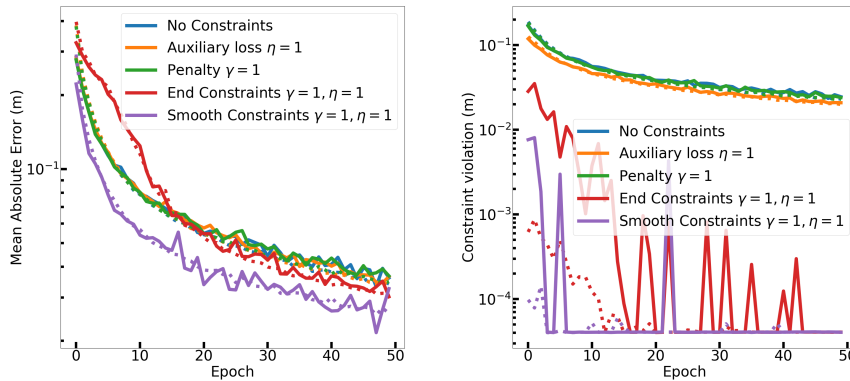 No Constraints
Auxiliary loss η = 1
Penalty γ = 1
End Constraints γ = 1, η = 1
Smooth Constraints γ = 1, η = 1
Mean Absolute Error (m)
10⁻¹
0 10 20 30 40 50
Epoch
No Constraints
Auxiliary loss η = 1
Penalty γ = 1
End Constraints γ = 1, η = 1
Smooth Constraints γ = 1, η = 1
Constraint violation (m)
10⁻¹
10⁻²
10⁻³
10⁻⁴
0 10 20 30 40 50
Epoch